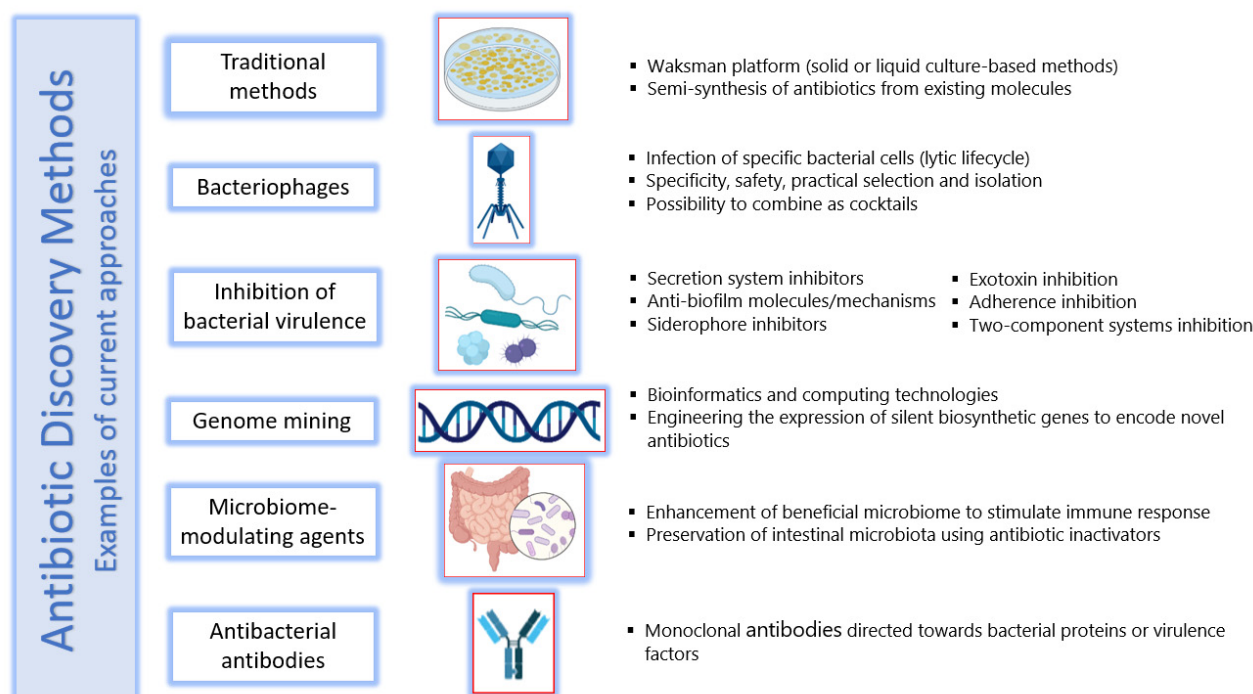 Antibiotic Discovery Methods
Examples of current approaches
Traditional
methods
▪ Waksman platform (solid or liquid culture-based methods)
▪ Semi-synthesis of antibiotics from existing molecules
Bacteriophages
▪ Infection of specific bacterial cells (lytic lifecycle)
▪ Specificity, safety, practical selection and isolation
▪ Possibility to combine as cocktails
Inhibition of
bacterial virulence
▪ Secretion system inhibitors
▪ Anti-biofilm molecules/mechanisms
▪ Siderophore inhibitors
▪ Exotoxin inhibition
▪ Adherence inhibition
▪ Two-component systems inhibition
Genome mining
▪ Bioinformatics and computing technologies
▪ Engineering the expression of silent biosynthetic genes to encode novel
antibiotics
Microbiome-
modulating agents
▪ Enhancement of beneficial microbiome to stimulate immune response
▪ Preservation of intestinal microbiota using antibiotic inactivators
Antibacterial
antibodies
▪ Monoclonal antibodies directed towards bacterial proteins or virulence
factors